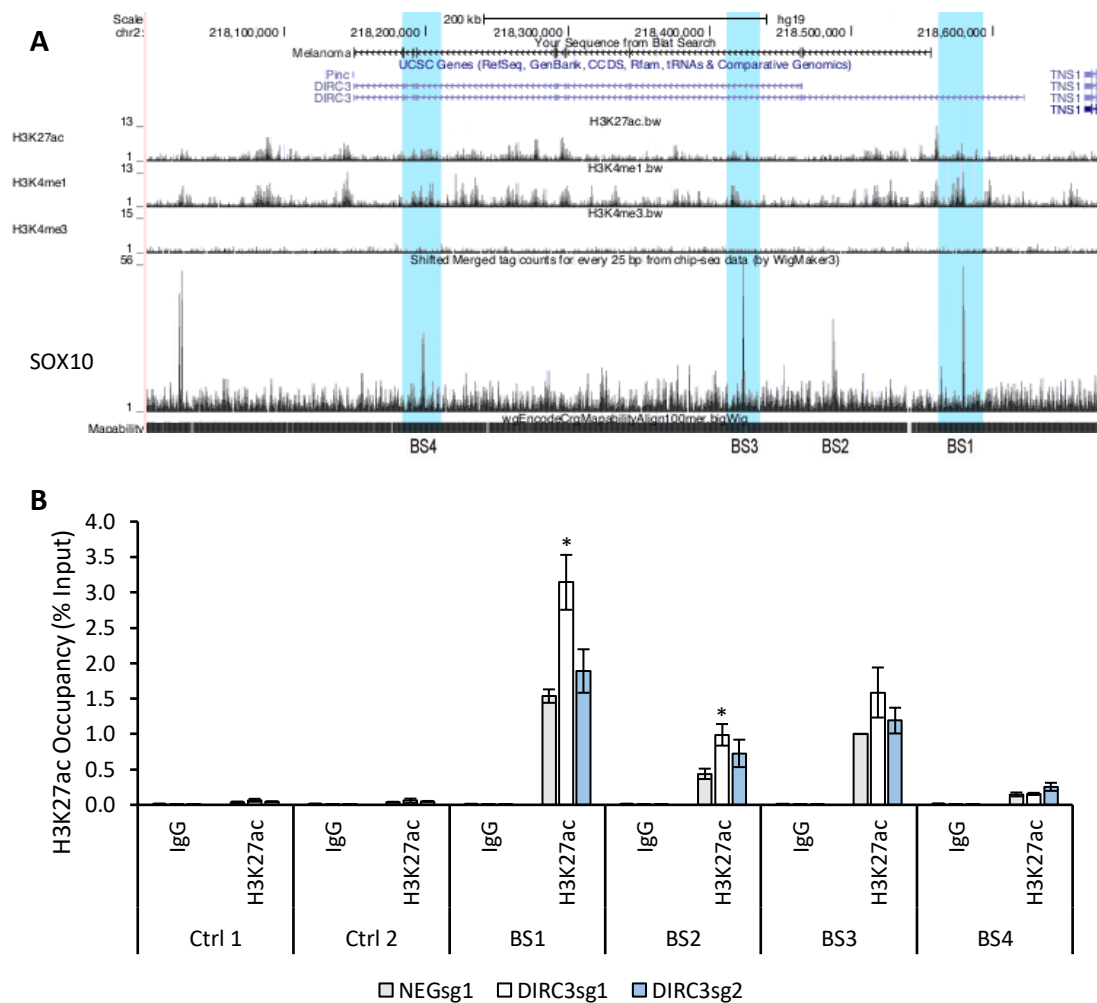 A
Scale
chr2:
200 kb
hg19
218,100,000
218,200,000
218,300,000
218,400,000
218,500,000
218,600,000
Your Sequence from Blat Search
Melanoma
UCSC Genes (RefSeq, GenBank, CCDS, Rfam, tRNAs & Comparative Genomics)
Pinc
DIRC3
DIRC3
TNS1
TNS1
TNS1
TNS1
H3K27ac.bw
H3K27ac
13
1
H3K4me1.bw
H3K4me1
13
1
H3K4me3.bw
H3K4me3
15
1
Shifted Merged tag counts for every 25 bp from chip-seq data (by WigMaker3)
56
SOX10
1
wgEncodeCrgMapabilityAlign100mer.bigWig
Mapability
BS4 BS3 BS2 BS1
B
H3K27ac Occupancy (% Input)
4.0
3.5
3.0
2.5
2.0
1.5
1.0
0.5
0.0
* *
IgG H3K27ac IgG H3K27ac IgG H3K27ac IgG H3K27ac IgG H3K27ac IgG H3K27ac
Ctrl 1 Ctrl 2 BS1 BS2 BS3 BS4
NEGsg1 DIRC3sg1 DIRC3sg2